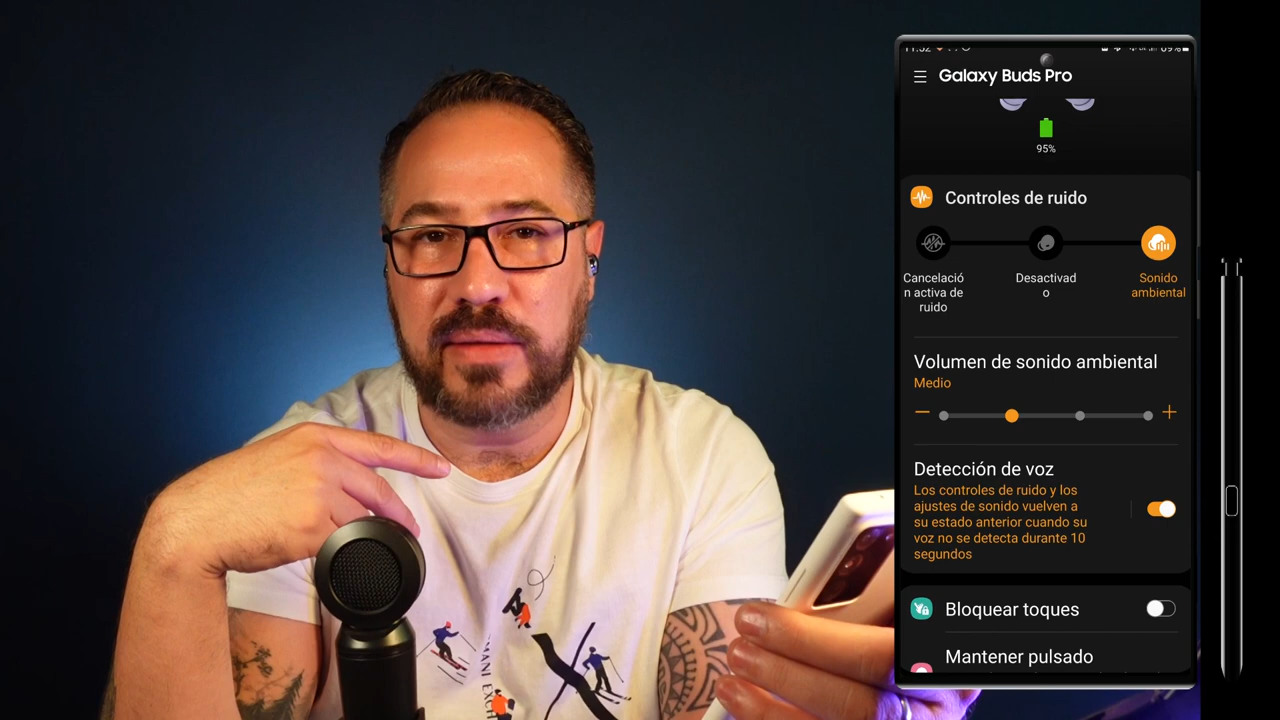 Galaxy Buds Pro
95%
Controles de ruido
Cancelació
n activa de
ruido
Desactivad
o
Sonido
ambiental
Volumen de sonido ambiental
Medio
Detección de voz
Los controles de ruido y los
ajustes de sonido vuelven a
su estado anterior cuando su
voz no se detecta durante 10
segundos
Bloquear toques
Mantener pulsado